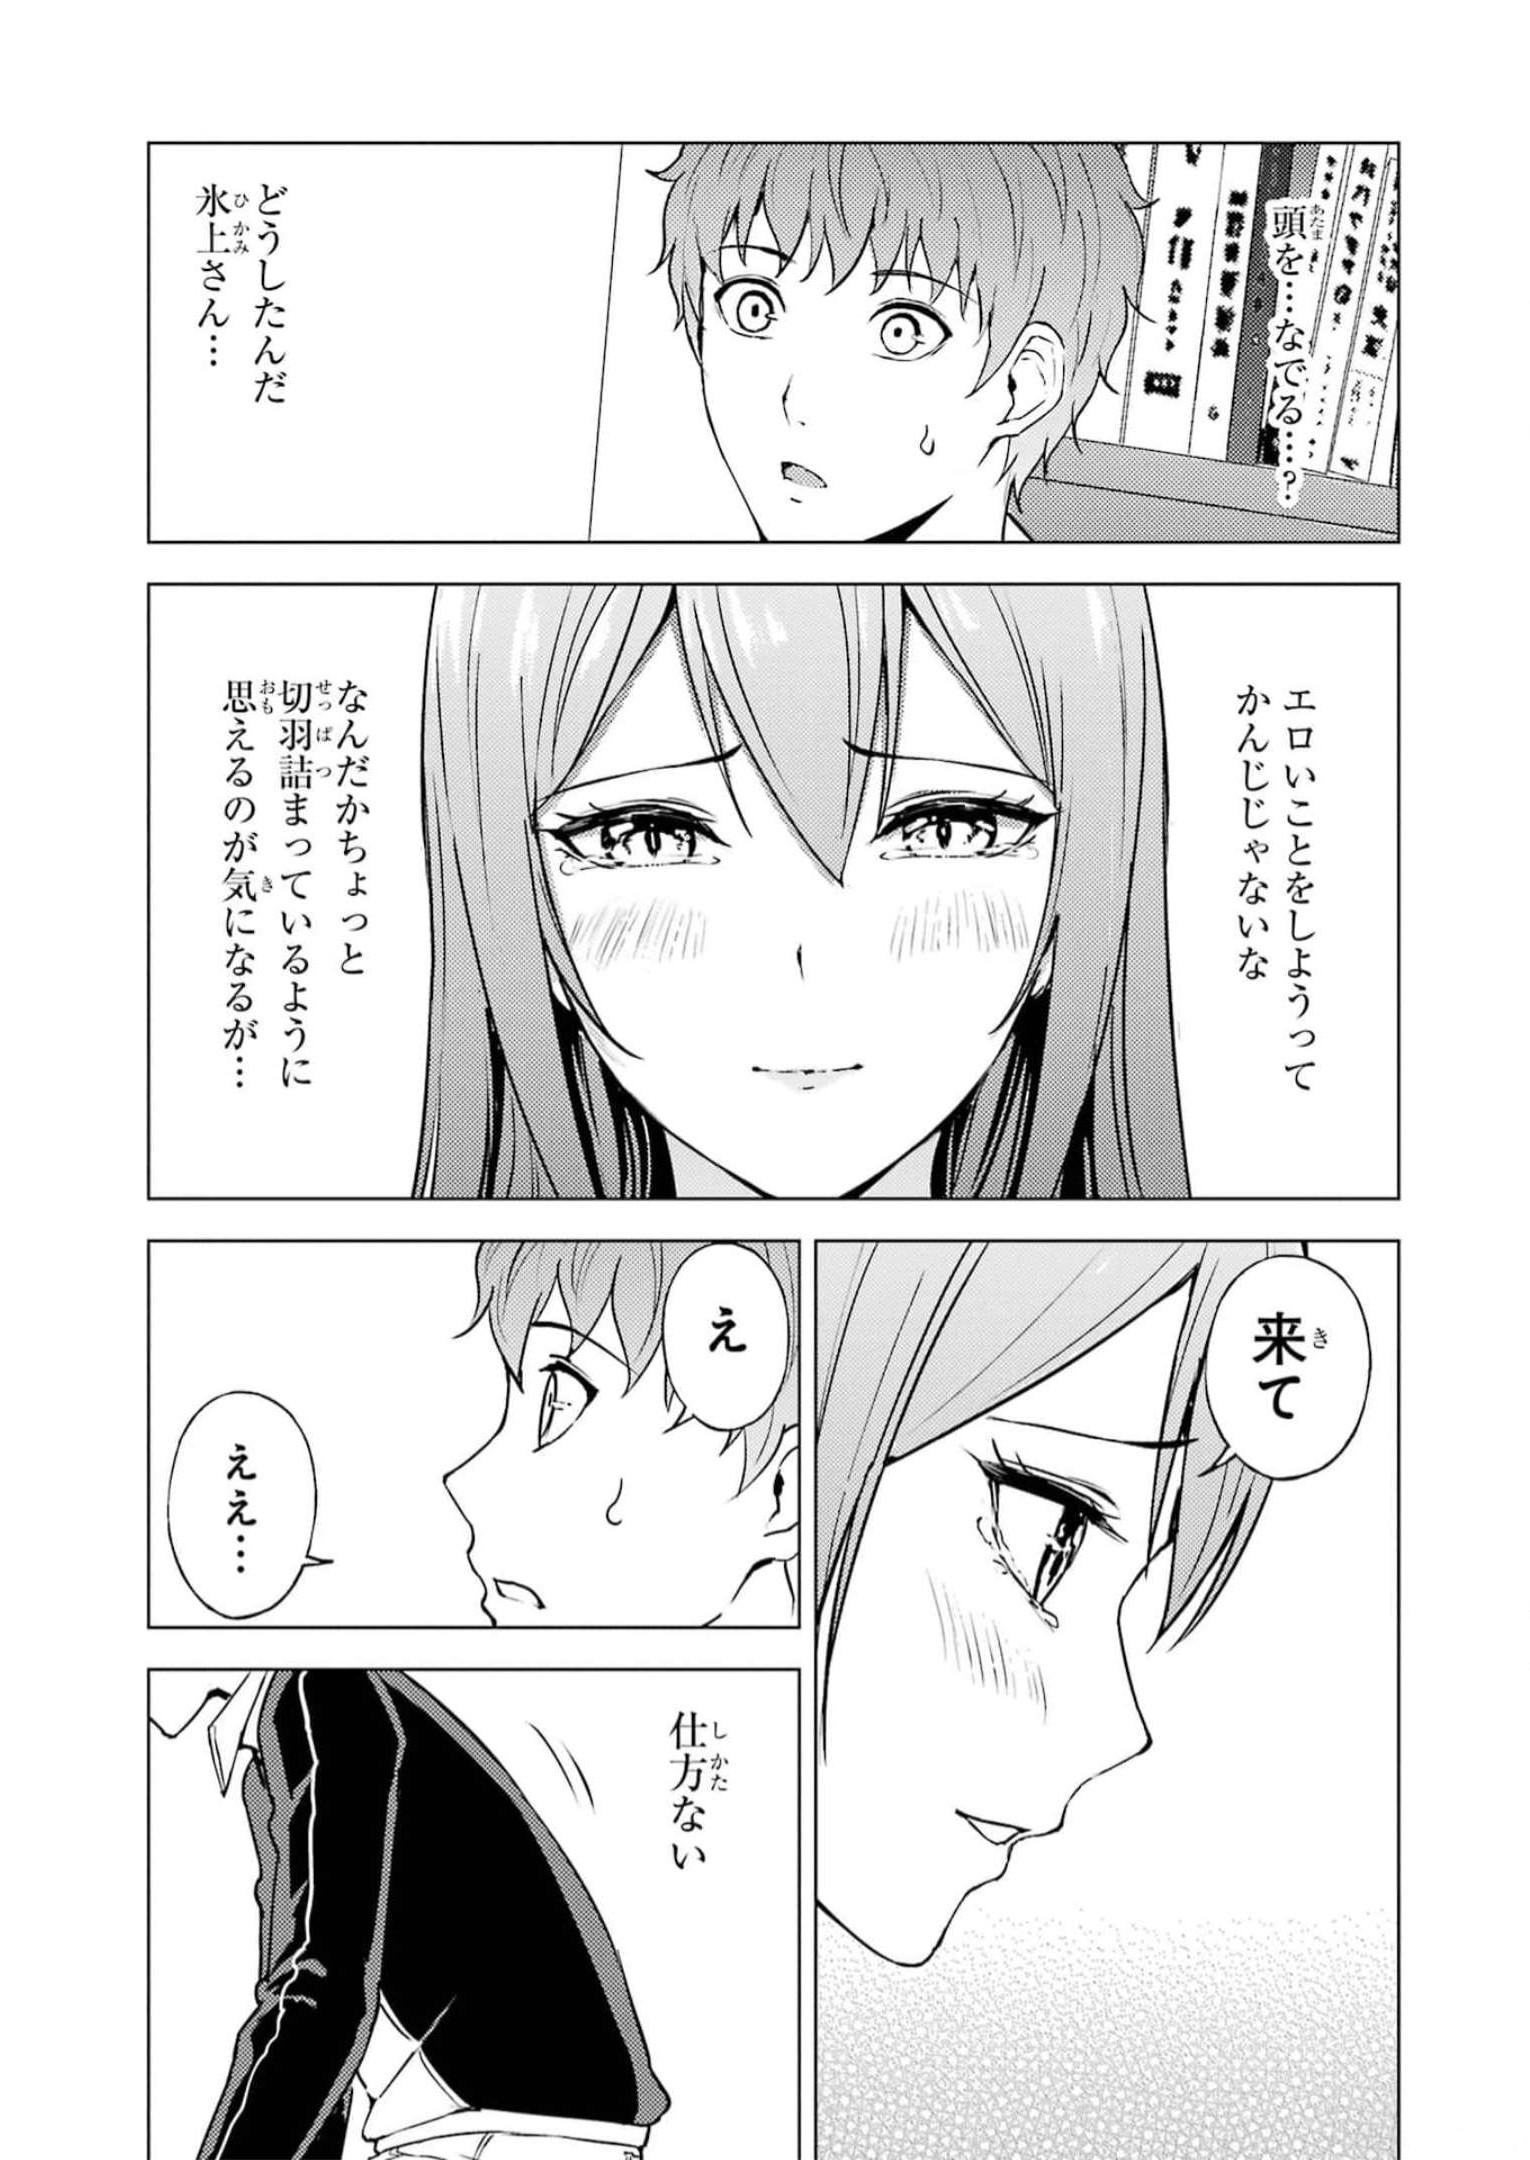 頭を…なでる…？
どうしたんだ
氷上さん…
エロいことをしようって
かんじじゃないな
なんだかちょっと
切羽詰まっているように
思えるのが気になるが…
来て
え
ええ…
仕方ない